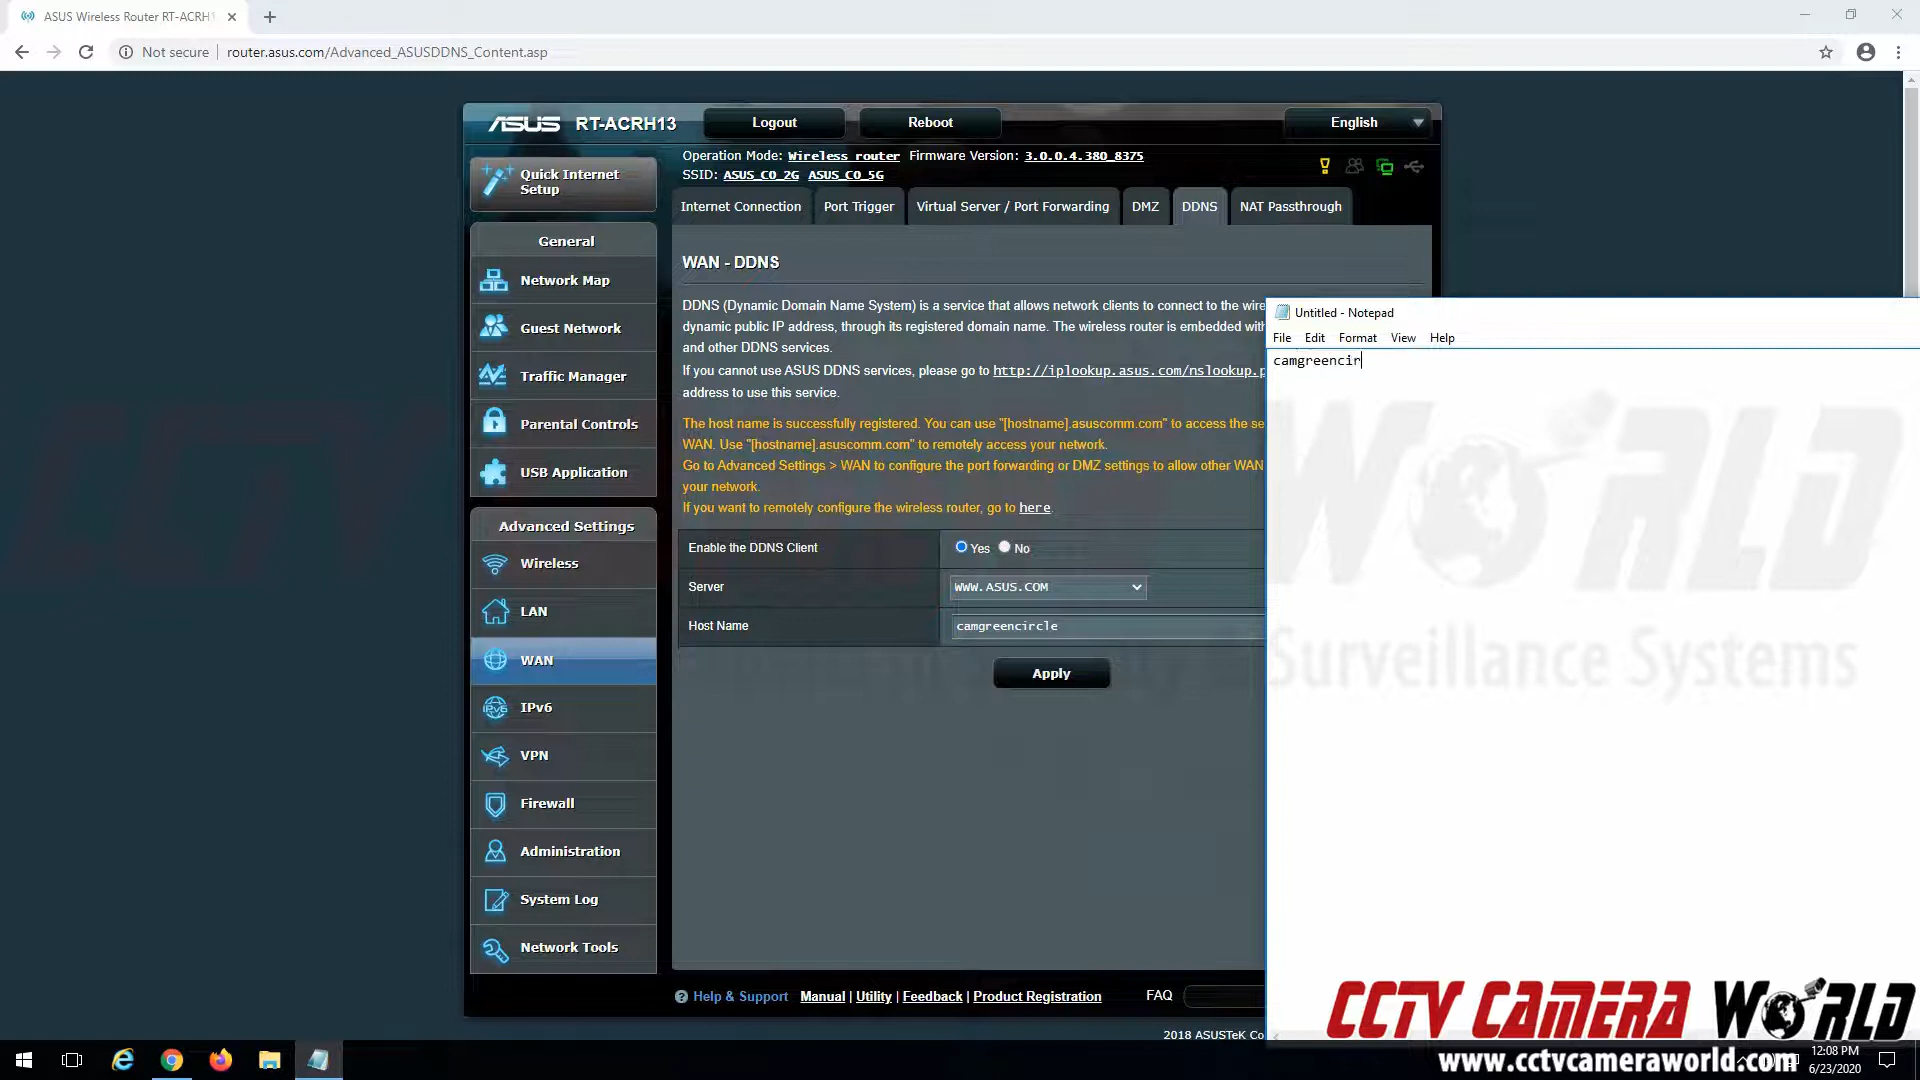 ASUS Wireless Router RT-ACRH1
Not secure
router.asus.com/Advanced_ASUSDDNS_Content.asp
ASUS RT-ACRH13
Logout
Reboot
English
Operation Mode: Wireless router Firmware Version: 3.0.0.4.380_8375
SSID: ASUS_C0_2G ASUS_C0_5G
Quick Internet
Setup
General
Network Map
Guest Network
Traffic Manager
Parental Controls
USB Application
Advanced Settings
Wireless
LAN
WAN
IPv6
VPN
Firewall
Administration
System Log
Network Tools
Internet Connection
Port Trigger
Virtual Server / Port Forwarding
DMZ
DDNS
NAT Passthrough
WAN - DDNS
DDNS (Dynamic Domain Name System) is a service that allows network clients to connect to the wire
dynamic public IP address, through its registered domain name. The wireless router is embedded with
and other DDNS services.
If you cannot use ASUS DDNS services, please go to http://iplookup.asus.com/nslookup.p
address to use this service.
The host name is successfully registered. You can use "[hostname].asuscomm.com" to access the se
WAN. Use "[hostname].asuscomm.com" to remotely access your network.
Go to Advanced Settings > WAN to configure the port forwarding or DMZ settings to allow other WAN
your network.
If you want to remotely configure the wireless router, go to here.
Enable the DDNS Client
Yes No
Server
WWW.ASUS.COM
Host Name
camgreencircle
Apply
Help & Support Manual | Utility | Feedback | Product Registration
FAQ
2018 ASUSTeK Co
Untitled - Notepad
File Edit Format View Help
camgreencir
WORLD
Surveillance Systems
CCTV CAMERA WORLD
www.cctvcameraworld.com
12:08 PM
6/23/2020